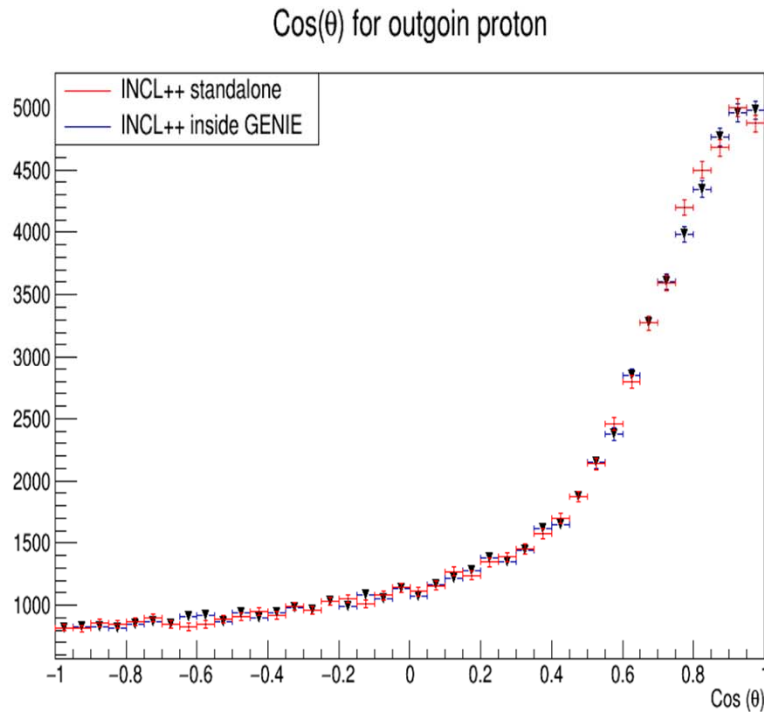 Cos(θ) for outgoin proton
INCL++ standalone
INCL++ inside GENIE
5000
4500
4000
3500
3000
2500
2000
1500
1000
−1 −0.8 −0.6 −0.4 −0.2 0 0.2 0.4 0.6 0.8 1
Cos (θ)